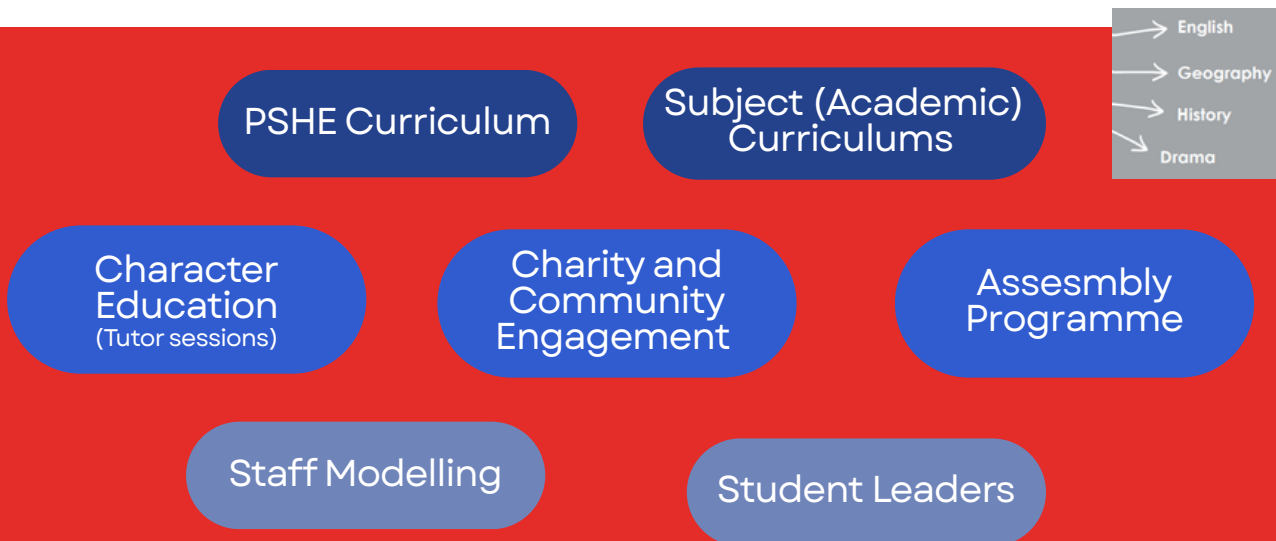 English
Geography
History
Drama
PSHE Curriculum
Subject (Academic)
Curriculums
Character
Education
(Tutor sessions)
Charity and
Community
Engagement
Assesmbly
Programme
Staff Modelling
Student Leaders